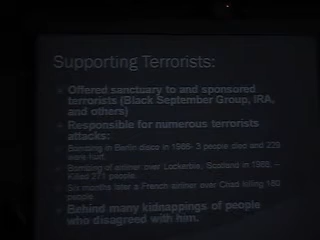 Supporting Terrorists:
Offered sanctuary to and sponsored
terrorists (Black September Group, IRA,
and others)
Responsible for numerous terrorists
attacks:
Bombing in Berlin disco in 1986- 3 people died and 229
were hurt.
Bombing of airliner over Lockerbie, Scotland in 1988, –
Killed 271 people.
Six months later a French airliner over Chad killing 180
people.
Behind many kidnappings of people
who disagreed with him.